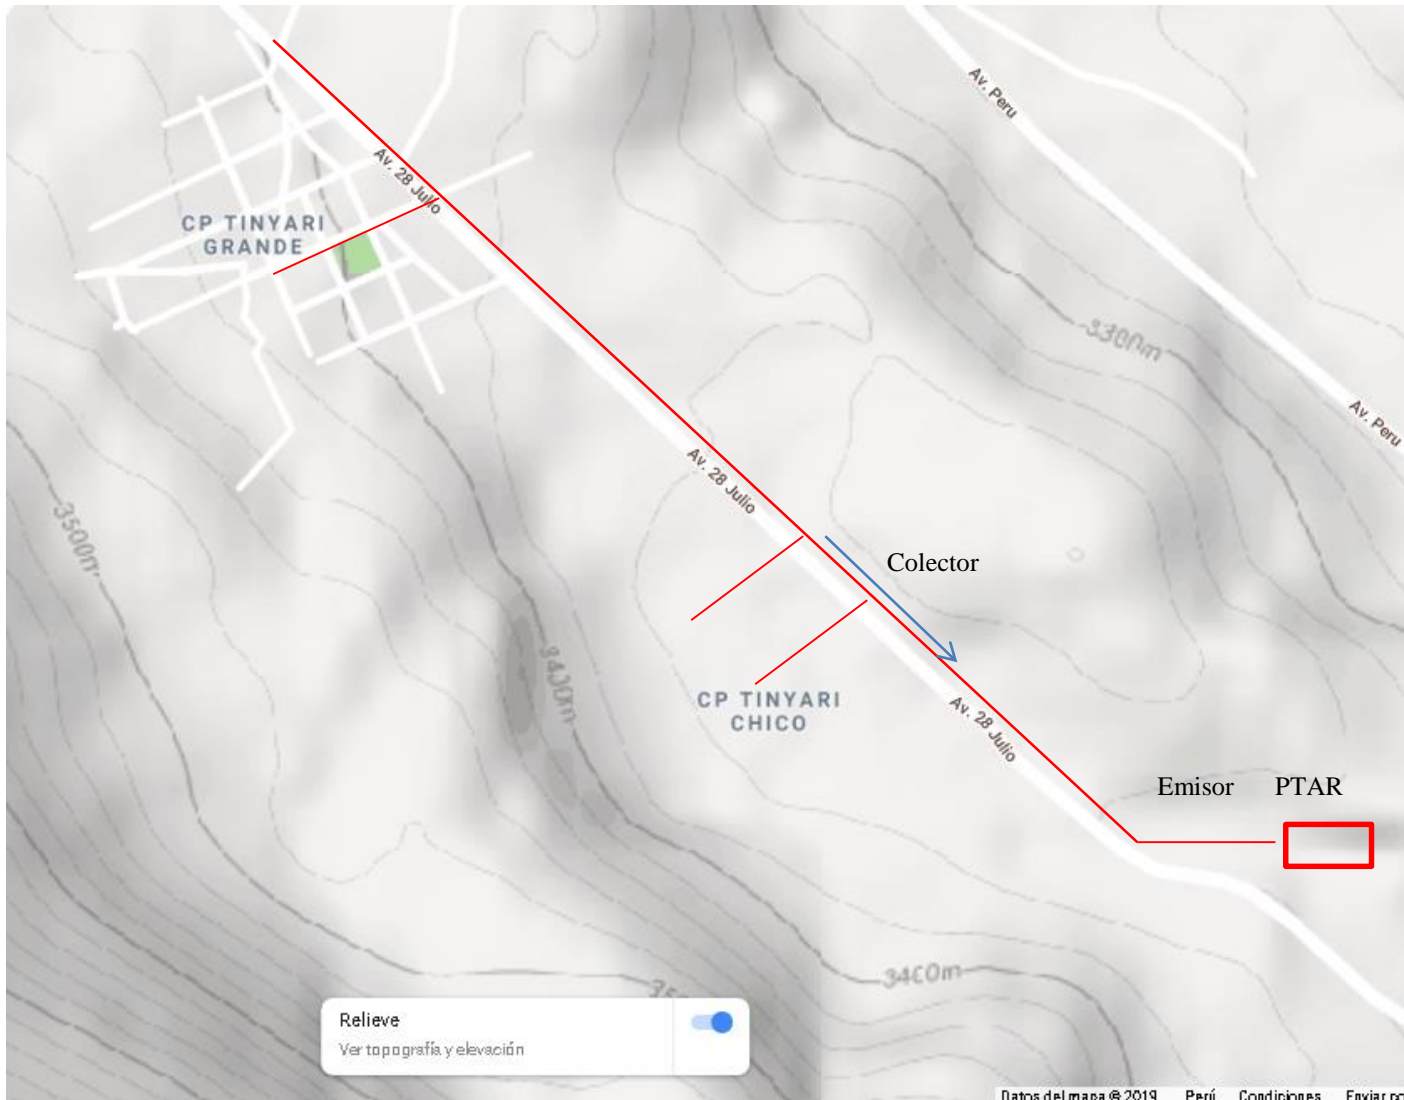 Av. Peru
Av. 28 Julio
CP TINYARI
GRANDE
3300m
Av. Peru
Av. 28 Julio
3500m
Colector
3400m
CP TINYARI
CHICO
Av. 28 Julio
Emisor PTAR
3400m
Relieve
Ver topografía y elevación
Datos del mapa © 2019 Perú Condiciones